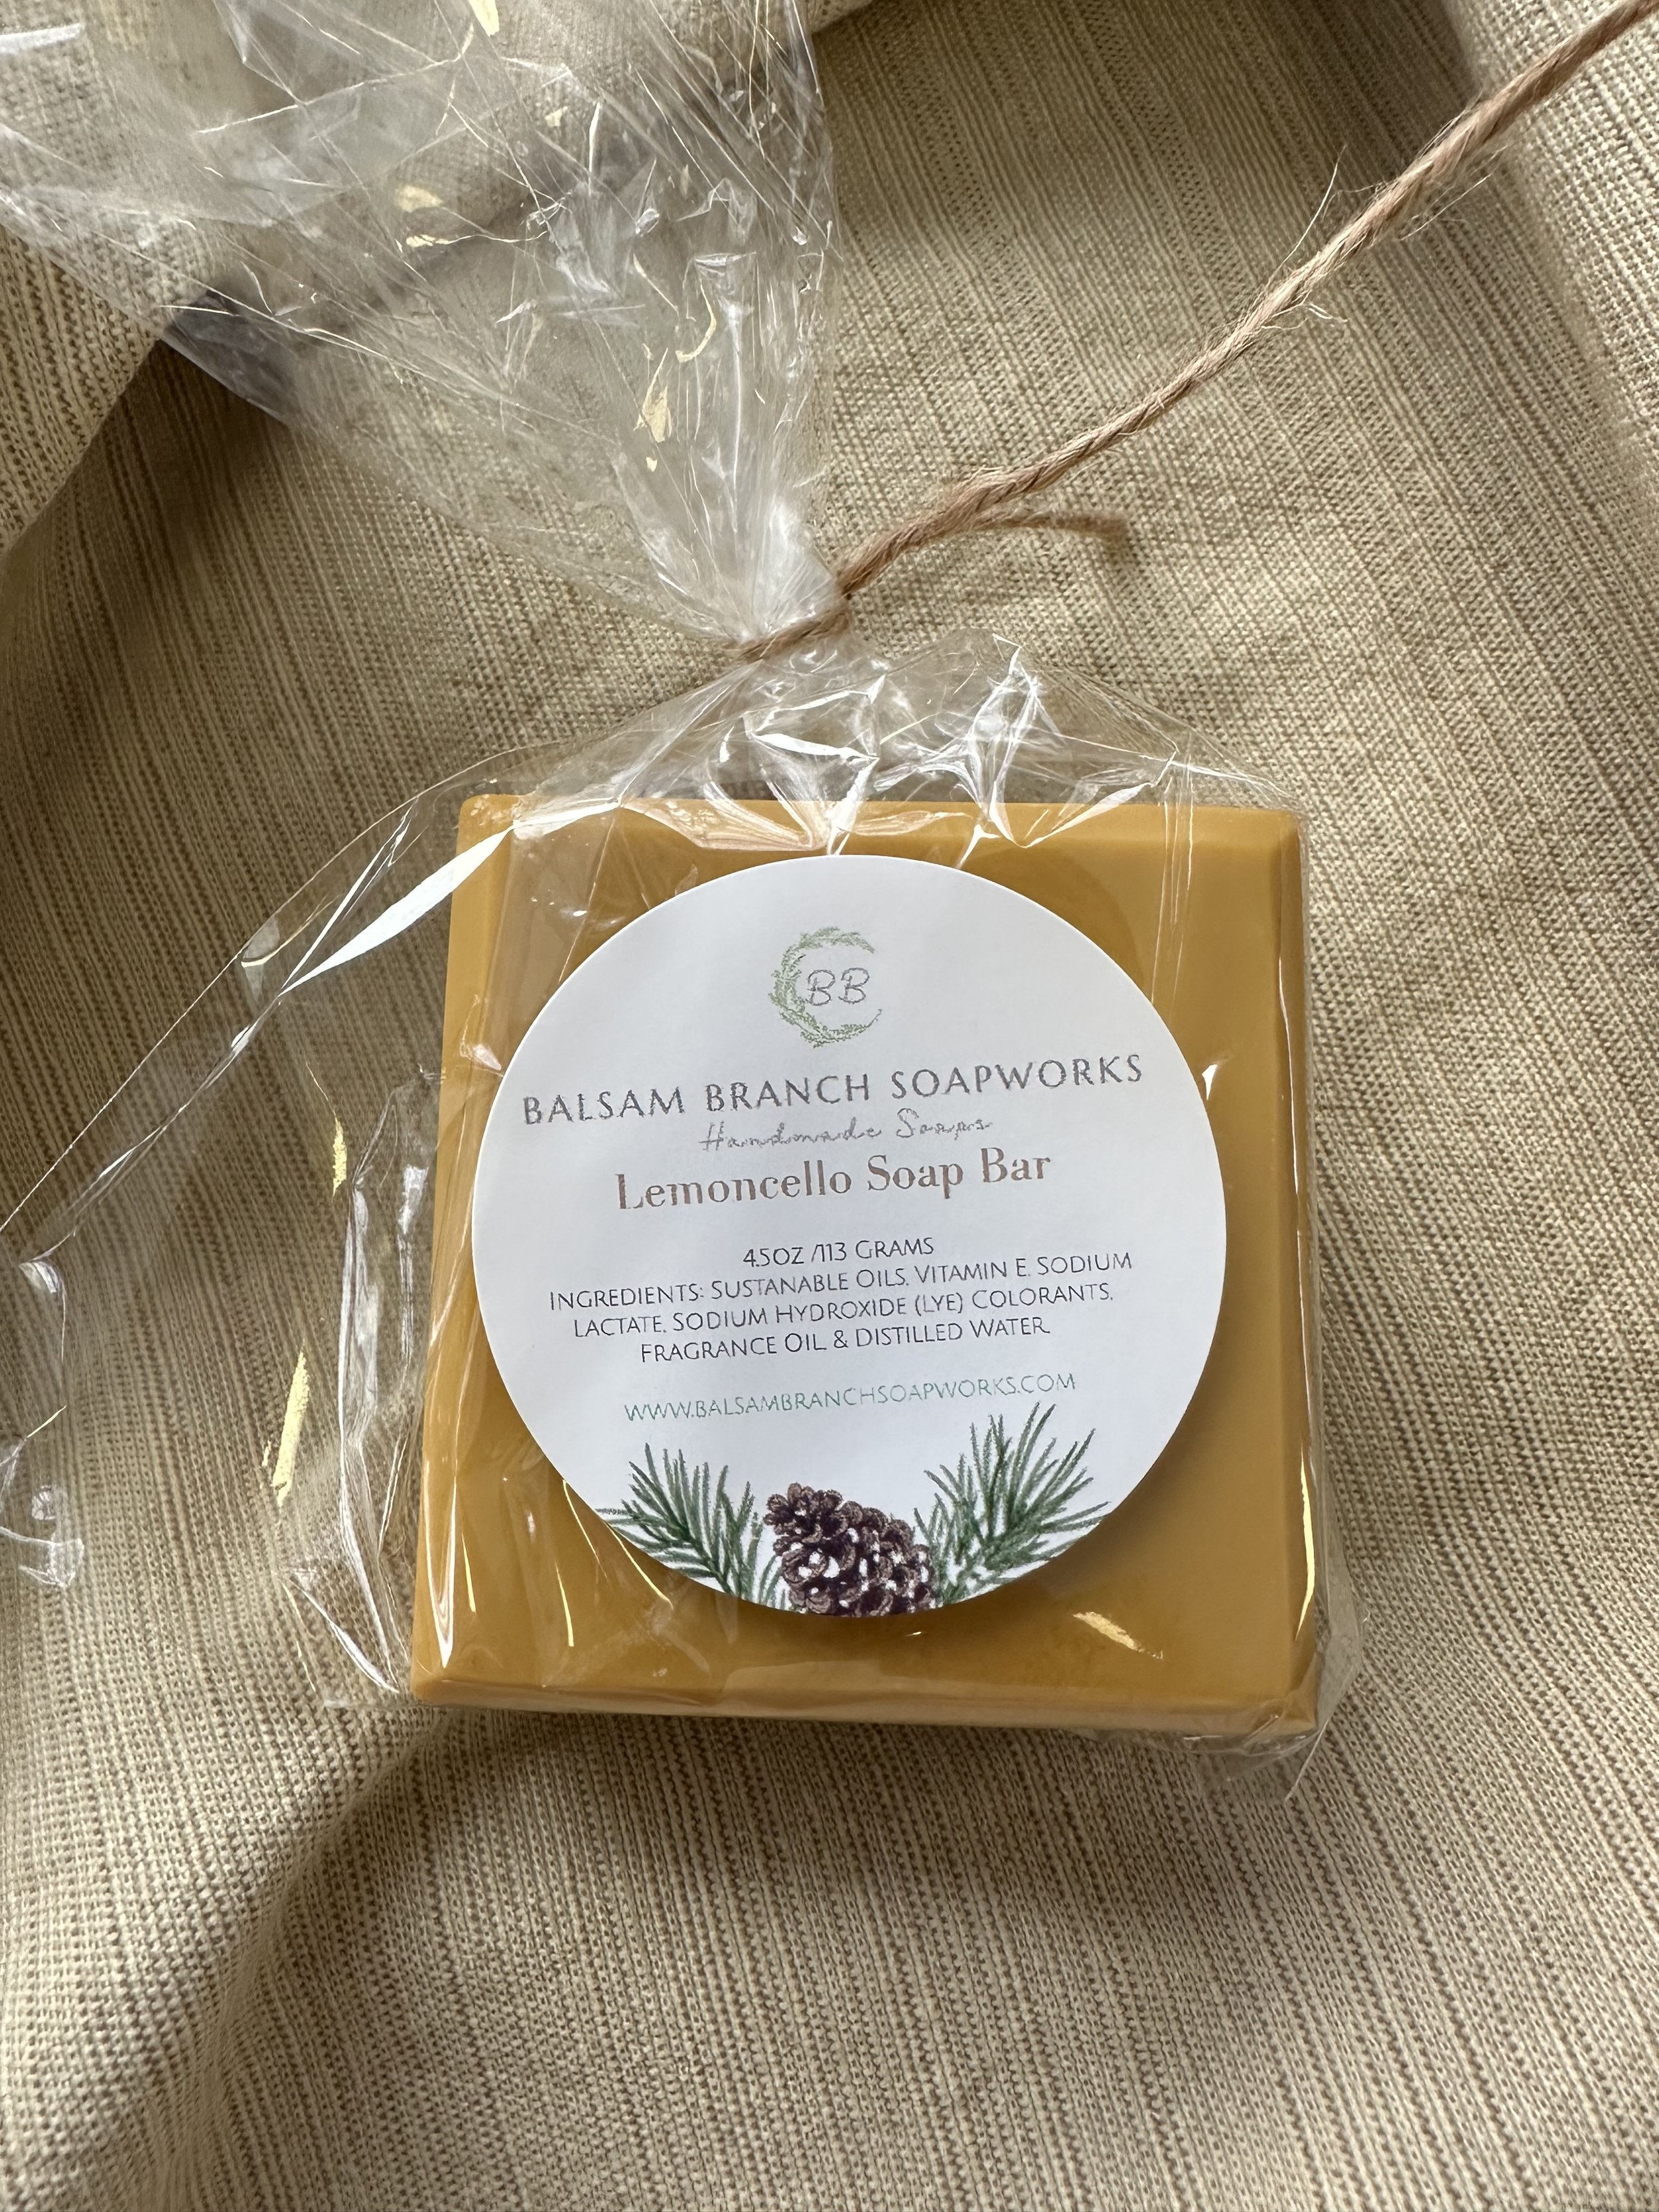 BB
BALSAM BRANCH SOAPWORKS
Handmade Soaps
Lemoncello Soap Bar
4.5OZ /113 GRAMS
INGREDIENTS: SUSTANABLE OILS, VITAMIN E, SODIUM
LACTATE, SODIUM HYDROXIDE (LYE) COLORANTS,
FRAGRANCE OIL & DISTILLED WATER.
WWW.BALSAMBRANCHSOAPWORKS.COM